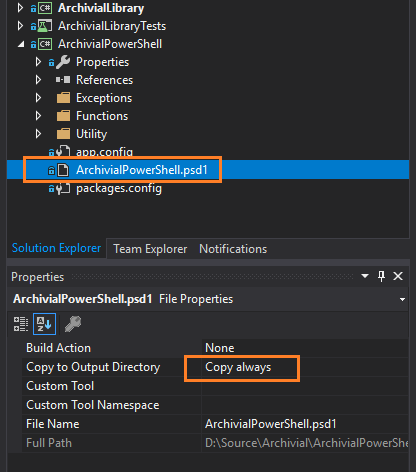 C# ArchivialLibrary
ArchivialLibraryTests
C# ArchivialPowerShell
Properties
References
Exceptions
Functions
Utility
app.config
ArchivialPowerShell.psd1
packages.config
Solution Explorer Team Explorer Notifications
Properties
ArchivialPowerShell.psd1 File Properties
Build Action None
Copy to Output Directory Copy always
Custom Tool
Custom Tool Namespace
File Name ArchivialPowerShell.psd1
Full Path D:\Source\Archivial\ArchivialPowerShel